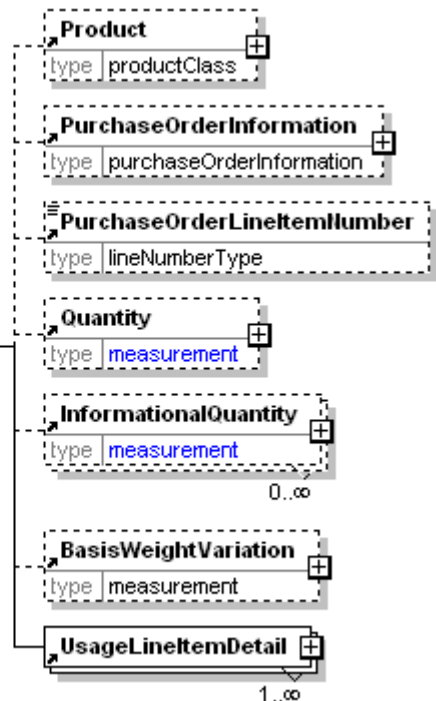 Product
type productClass
PurchaseOrderInformation
type purchaseOrderInformation
PurchaseOrderLineItemNumber
type lineNumberType
Quantity
type measurement
InformationalQuantity
type measurement
0..∞
BasisWeightVariation
type measurement
UsageLineItemDetail
1..∞